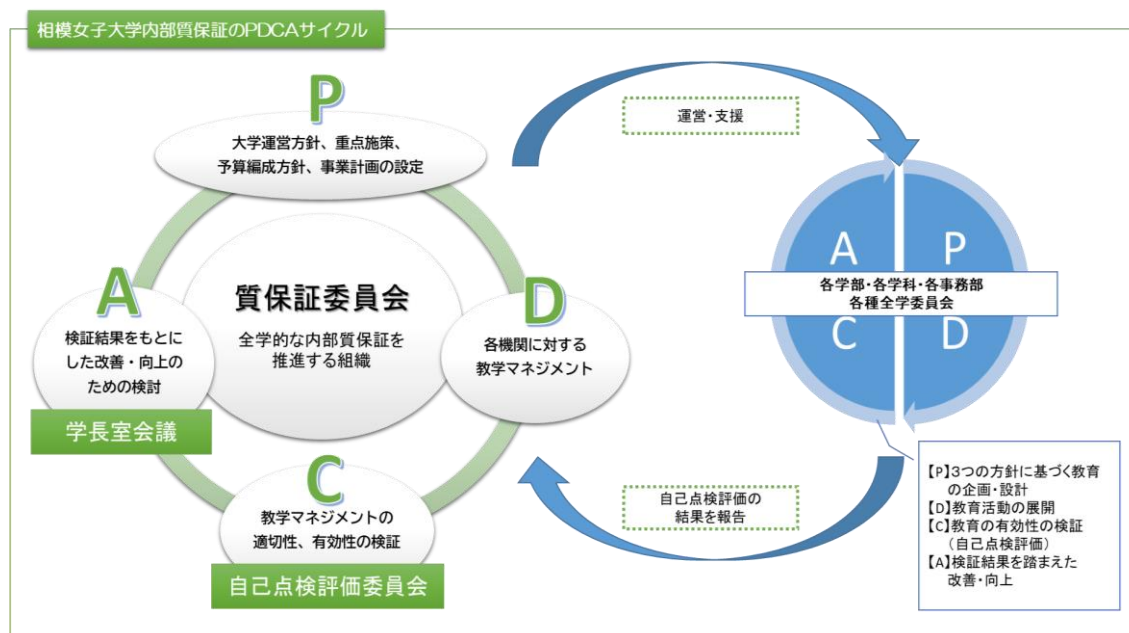 相模女子大学内部質保証のPDCAサイクル
P
大学運営方針、重点施策、
予算編成方針、事業計画の設定
運営・支援
A
検証結果をもとに
した改善・向上の
ための検討
学長室会議
質保証委員会
全学的な内部質保証を
推進する組織
D
各機関に対する
教学マネジメント
C
教学マネジメントの
適切性、有効性の検証
自己点検評価委員会
自己点検評価の
結果を報告
A P
各学部・各学科・各事務部
各種全学委員会
C D
【P】3つの方針に基づく教育
の企画・設計
【D】教育活動の展開
【C】教育の有効性の検証
（自己点検評価）
【A】検証結果を踏まえた
改善・向上